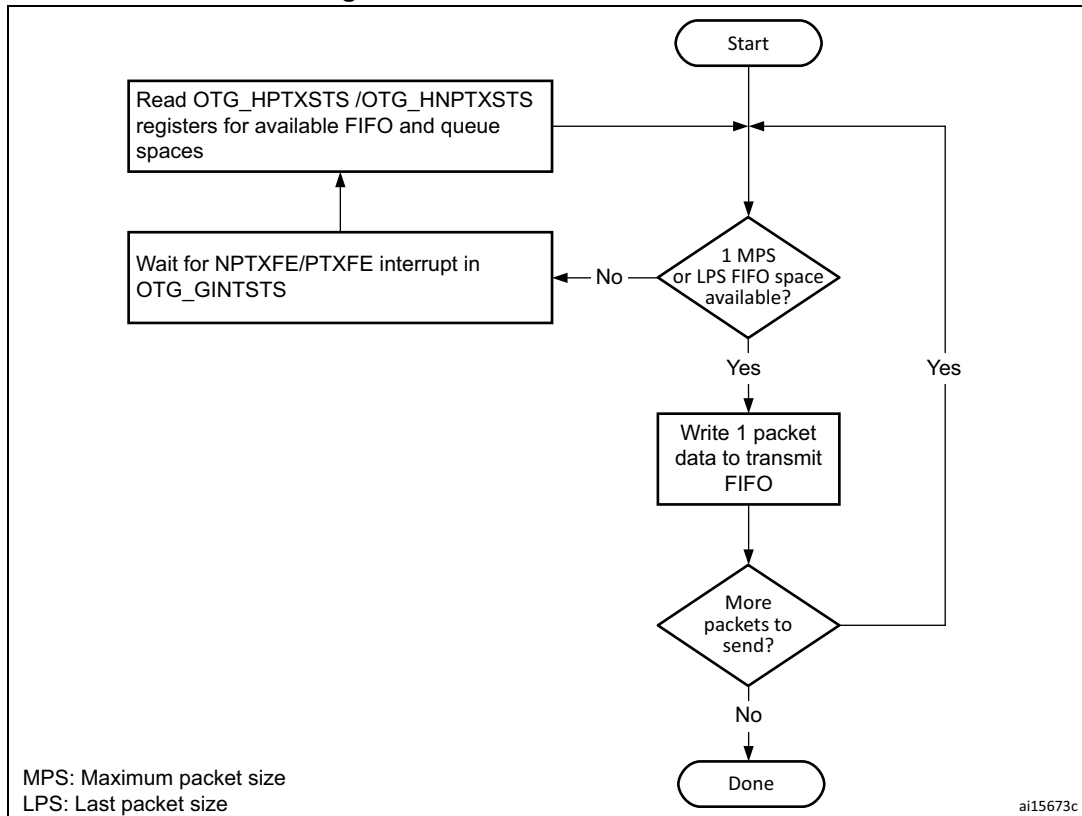 Start
Read OTG_HPTXSTS /OTG_HNPTXSTS
registers for available FIFO and queue
spaces
1 MPS
or LPS FIFO space
available?
No
Wait for NPTXFE/PTXFE interrupt in
OTG_GINTSTS
Yes
Yes
Write 1 packet
data to transmit
FIFO
More
packets to
send?
No
Done
MPS: Maximum packet size
LPS: Last packet size
ai15673c